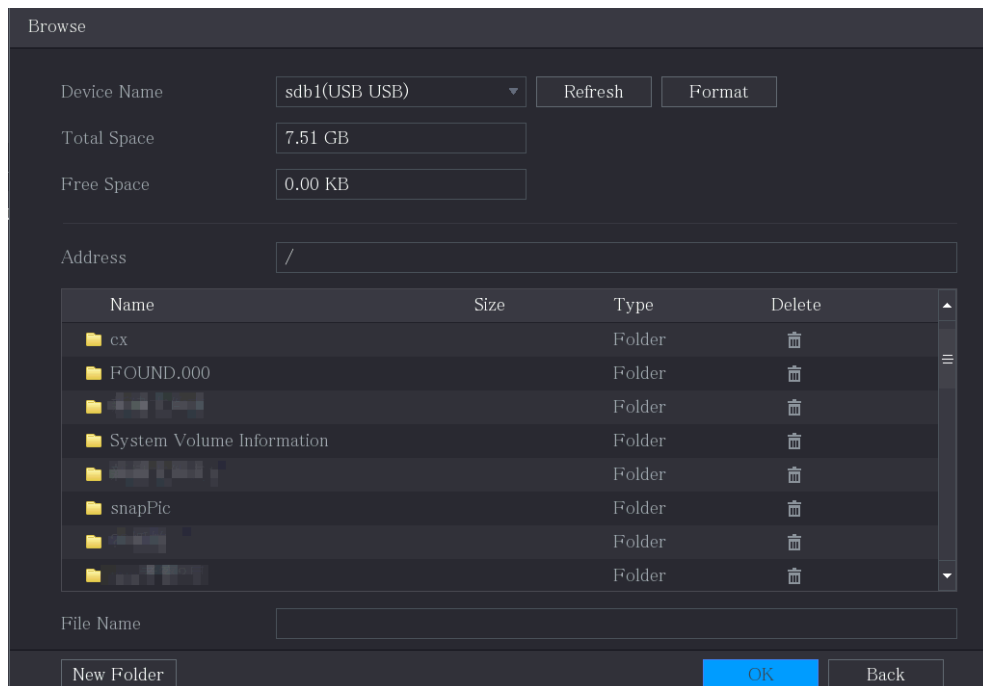 Browse
Device Name sdb1(USB USB) Refresh Format
Total Space 7.51 GB
Free Space 0.00 KB
Address /
Name Size Type Delete
cx Folder
FOUND.000 Folder
Folder
System Volume Information Folder
Folder
snapPic Folder
Folder
Folder
File Name
New Folder OK Back